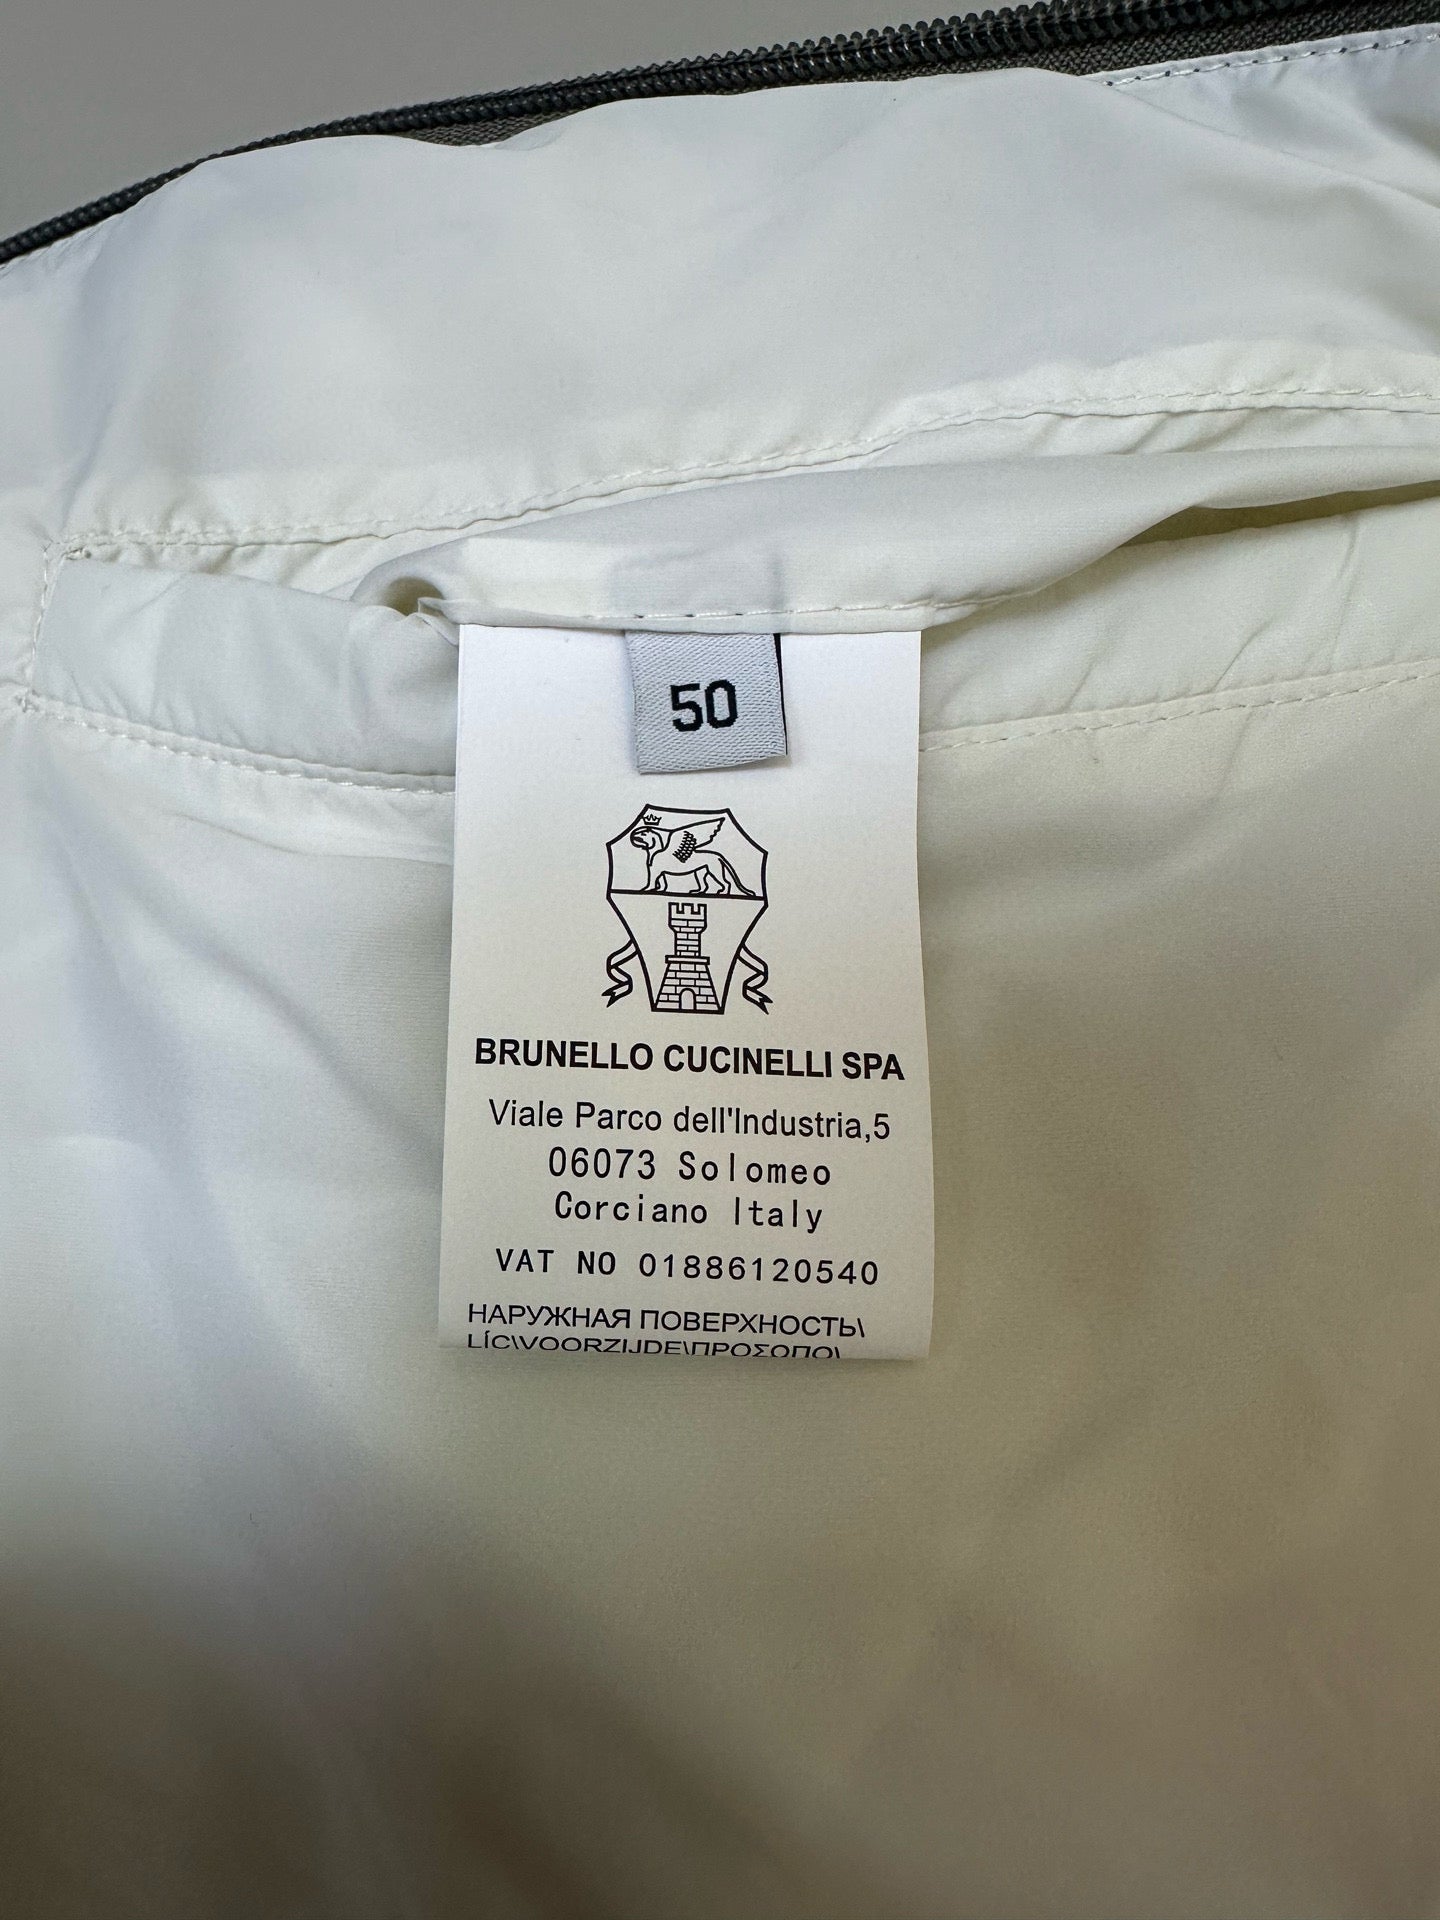 50
BRUNELLO CUCINELLI SPA
Viale Parco dell'Industria,5
06073 Solomeo
Corciano Italy
VAT NO 01886120540
НАРУЖНАЯ ПОВЕРХНОСТЬ\
LÍC\VOORZIJDE\ΠΡΟΣΟΠΟ\